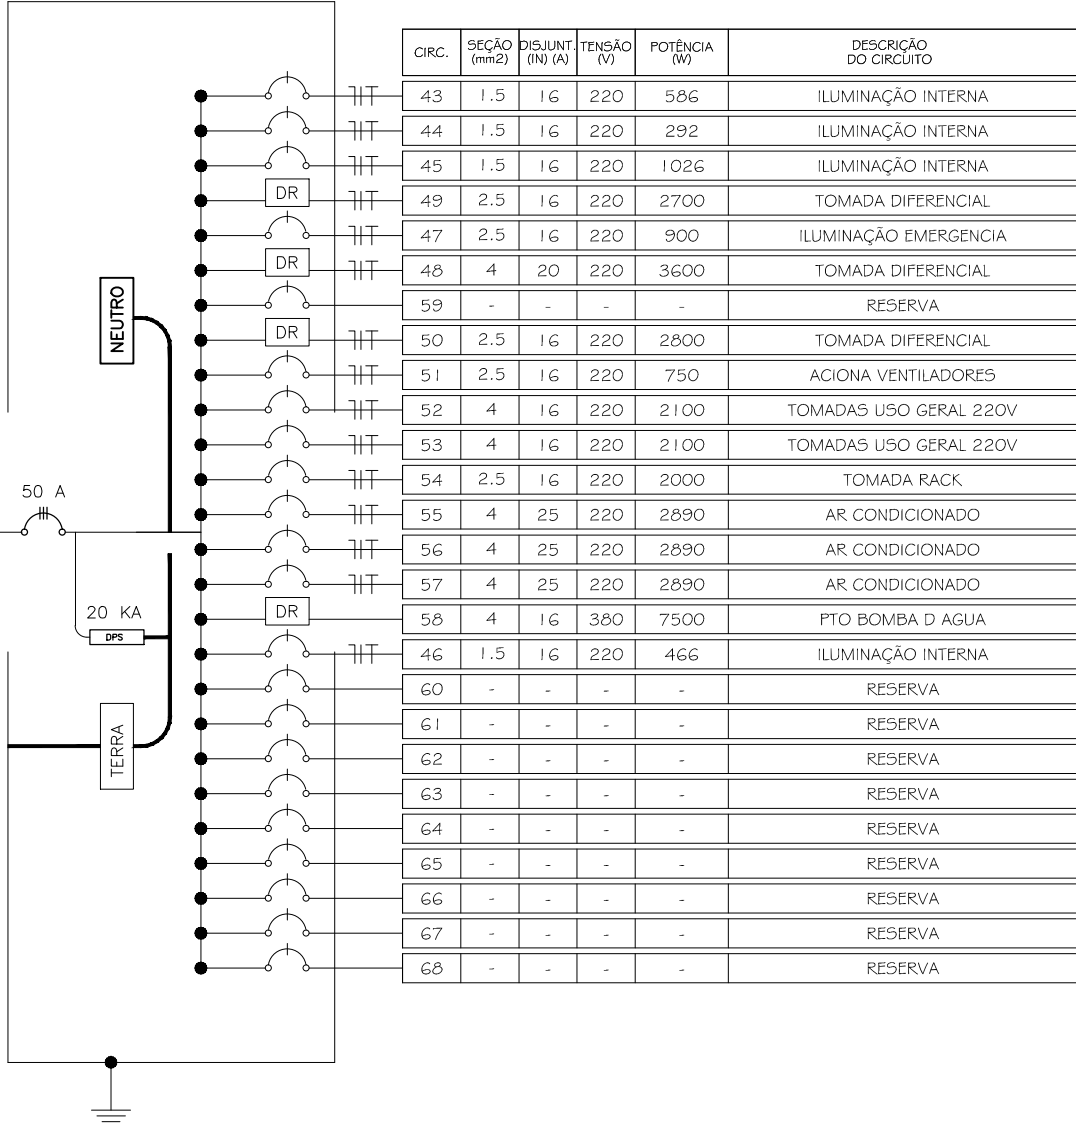 CIRC. SEÇÃO (mm2) DISJUNT. (IN) (A) TENSÃO (V) POTÊNCIA (W) DESCRIÇÃO DO CIRCUITO
43 1.5 16 220 586 ILUMINAÇÃO INTERNA
44 1.5 16 220 292 ILUMINAÇÃO INTERNA
45 1.5 16 220 1026 ILUMINAÇÃO INTERNA
DR 49 2.5 16 220 2700 TOMADA DIFERENCIAL
47 2.5 16 220 900 ILUMINAÇÃO EMERGENCIA
DR 48 4 20 220 3600 TOMADA DIFERENCIAL
59 - - - - RESERVA
NEUTRO
DR 50 2.5 16 220 2800 TOMADA DIFERENCIAL
51 2.5 16 220 750 ACIONA VENTILADORES
52 4 16 220 2100 TOMADAS USO GERAL 220V
53 4 16 220 2100 TOMADAS USO GERAL 220V
54 2.5 16 220 2000 TOMADA RACK
50 A
55 4 25 220 2890 AR CONDICIONADO
56 4 25 220 2890 AR CONDICIONADO
57 4 25 220 2890 AR CONDICIONADO
20 KA
DR 58 4 16 380 7500 PTO BOMBA D AGUA
DPS
46 1.5 16 220 466 ILUMINAÇÃO INTERNA
60 - - - - RESERVA
61 - - - - RESERVA
TERRA
62 - - - - RESERVA
63 - - - - RESERVA
64 - - - - RESERVA
65 - - - - RESERVA
66 - - - - RESERVA
67 - - - - RESERVA
68 - - - - RESERVA